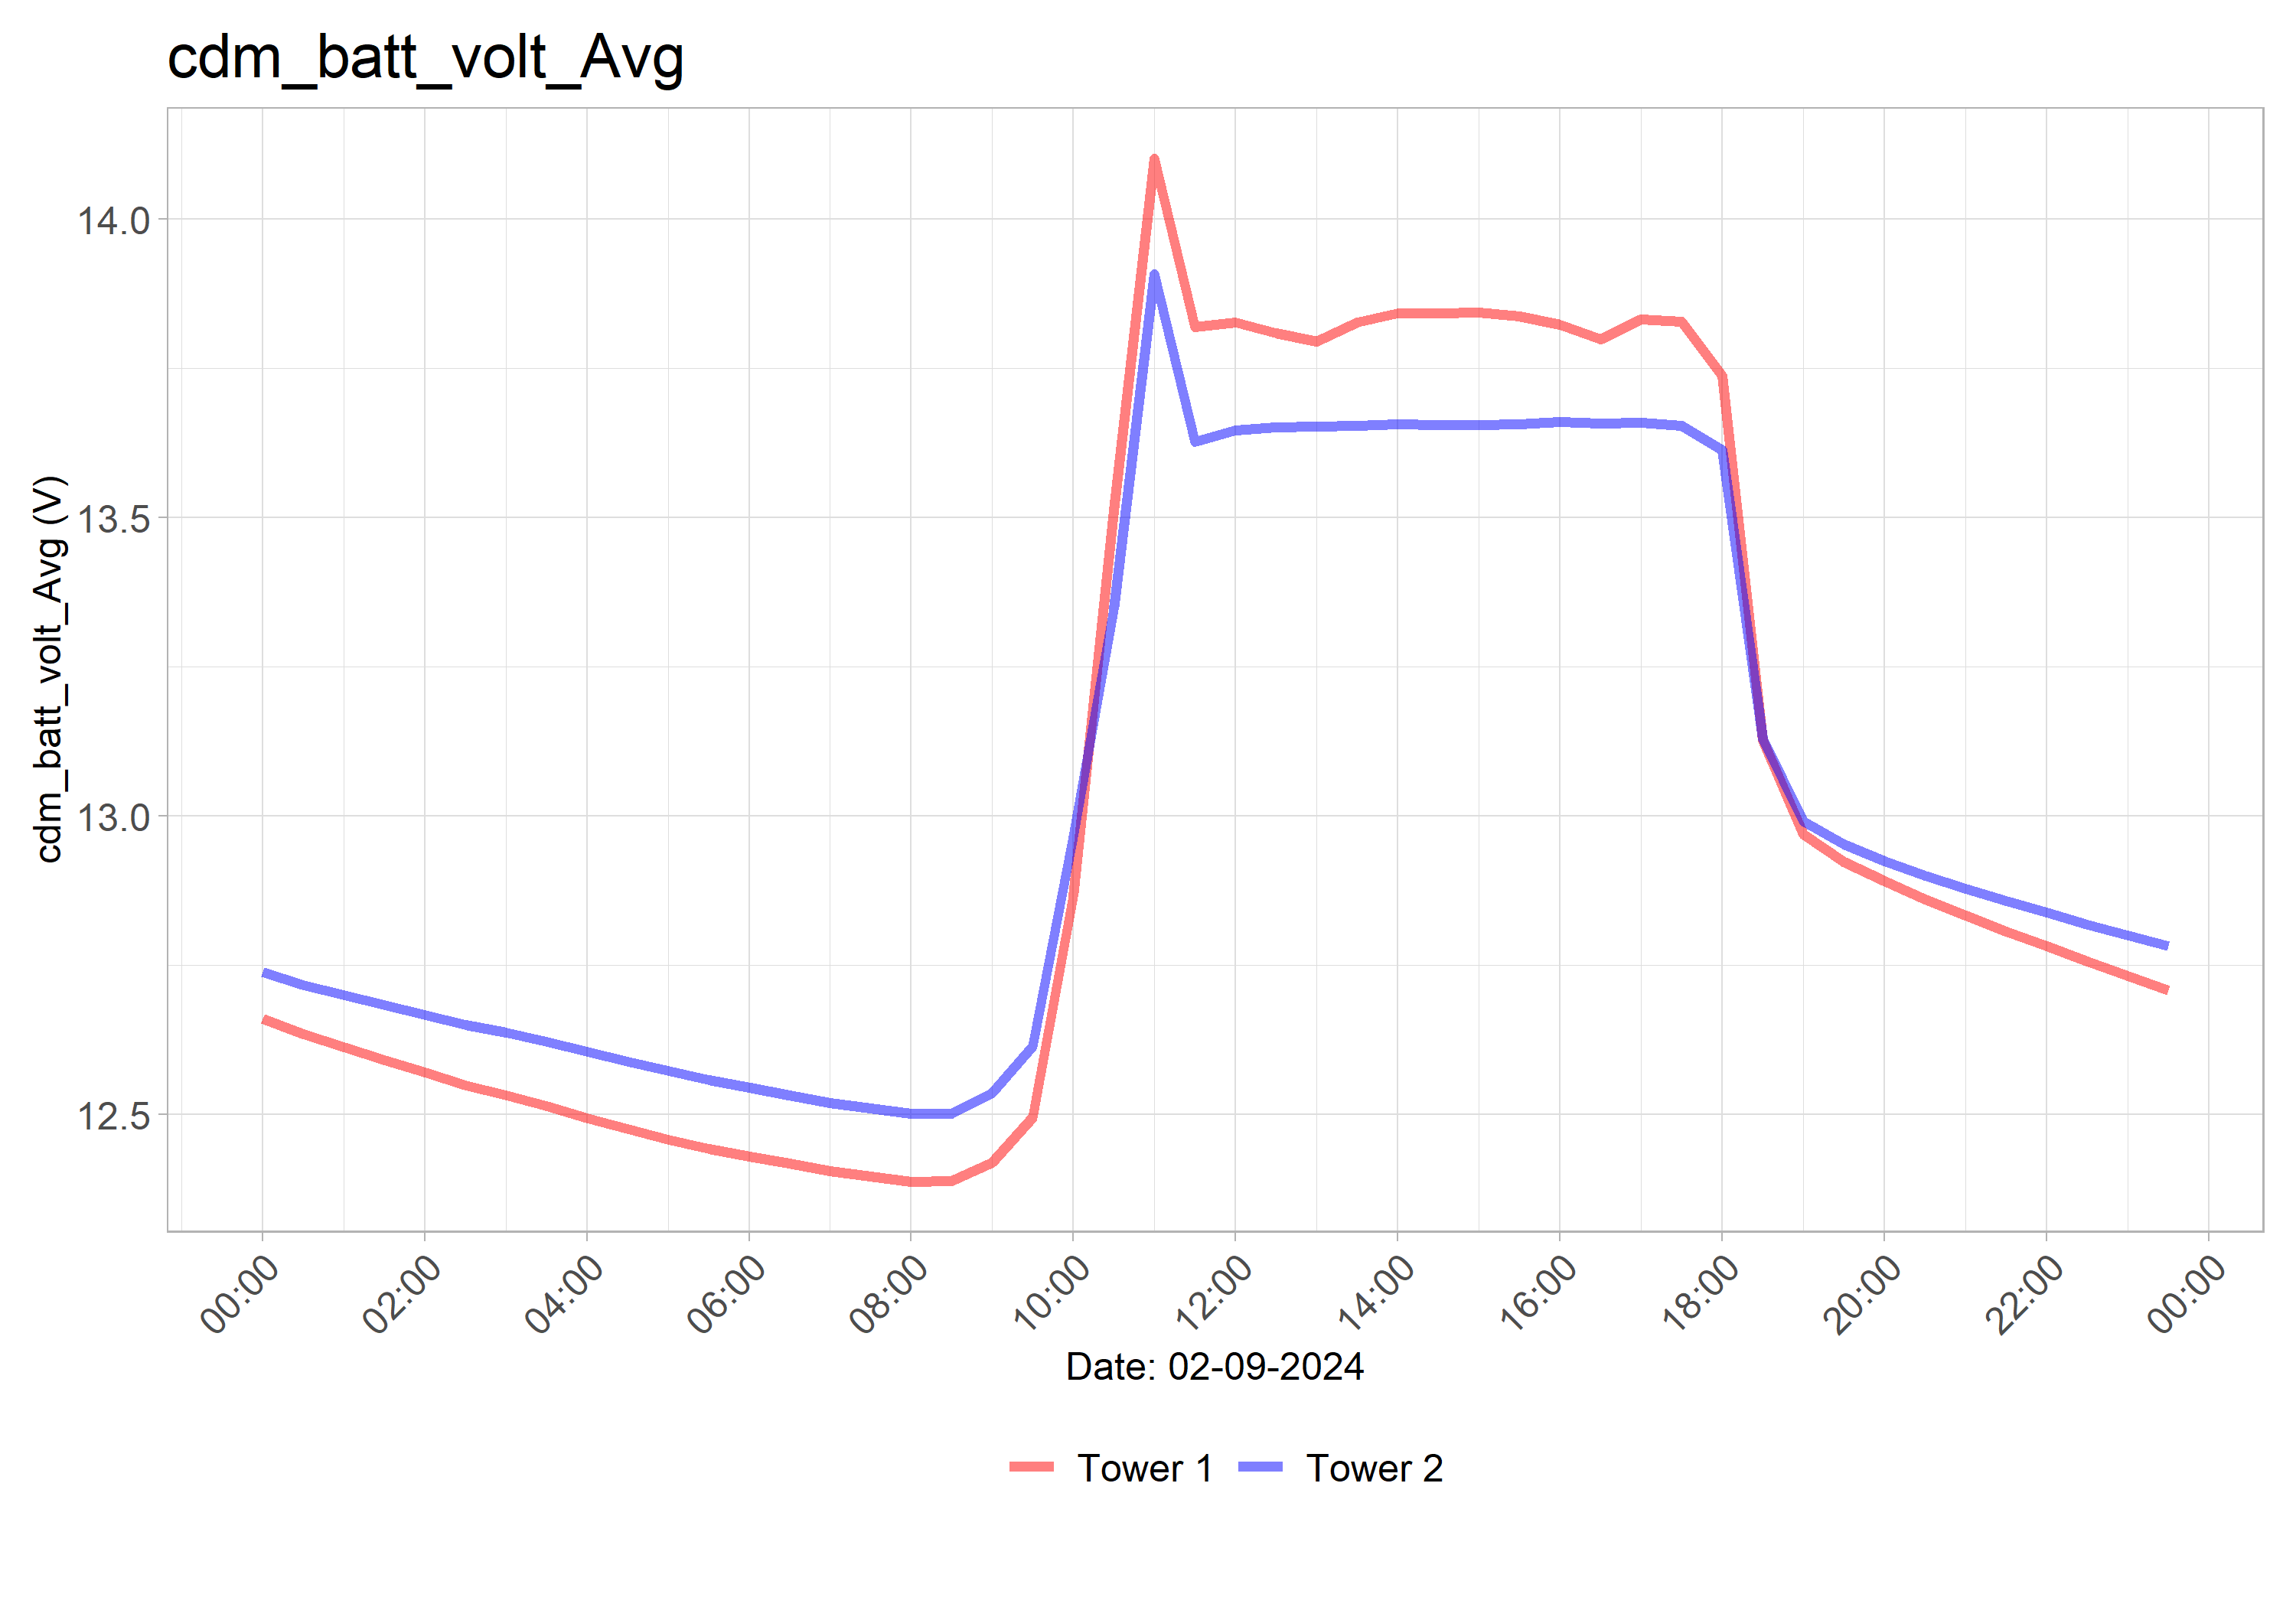 cdm_batt_volt_Avg
cdm_batt_volt_Avg (V)
14.0
13.5
13.0
12.5
00:00 02:00 04:00 06:00 08:00 10:00 12:00 14:00 16:00 18:00 20:00 22:00 00:00
Date: 02-09-2024
Tower 1 Tower 2